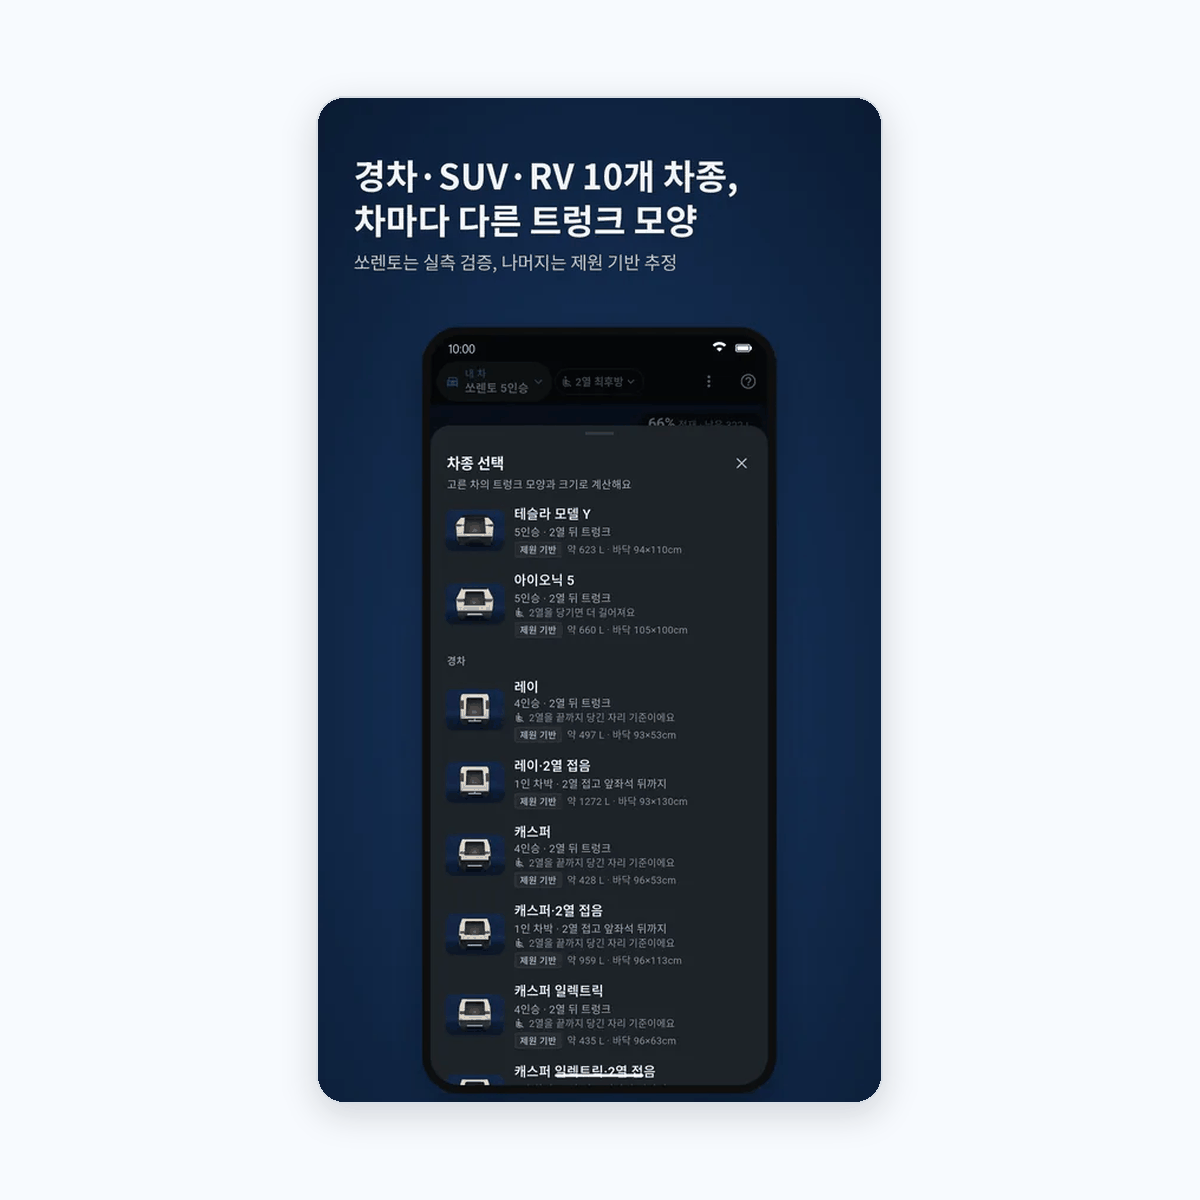 경차·SUV·RV 10개 차종,
차마다 다른 트렁크 모양
쏘렌토는 실측 검증, 나머지는 제원 기반 추정
10:00
내 차
쏘렌토 5인승
2열 최후방
66%
차종 선택
고른 차의 트렁크 모양과 크기로 계산해요
테슬라 모델 Y
5인승 · 2열 뒤 트렁크
제원 기반 약 623 L · 바닥 94×110cm
아이오닉 5
5인승 · 2열 뒤 트렁크
2열을 당기면 더 길어져요
제원 기반 약 660 L · 바닥 105×100cm
경차
레이
4인승 · 2열 뒤 트렁크
2열을 끝까지 당긴 자리 기준이에요
제원 기반 약 497 L · 바닥 93×53cm
레이·2열 접음
1인 차박 · 2열 접고 앞좌석 뒤까지
제원 기반 약 1272 L · 바닥 93×130cm
캐스퍼
4인승 · 2열 뒤 트렁크
2열을 끝까지 당긴 자리 기준이에요
제원 기반 약 428 L · 바닥 96×53cm
캐스퍼·2열 접음
1인 차박 · 2열 접고 앞좌석 뒤까지
2열을 끝까지 당긴 자리 기준이에요
제원 기반 약 959 L · 바닥 96×113cm
캐스퍼 일렉트릭
4인승 · 2열 뒤 트렁크
2열을 끝까지 당긴 자리 기준이에요
제원 기반 약 435 L · 바닥 96×63cm
캐스퍼 일렉트릭·2열 접음